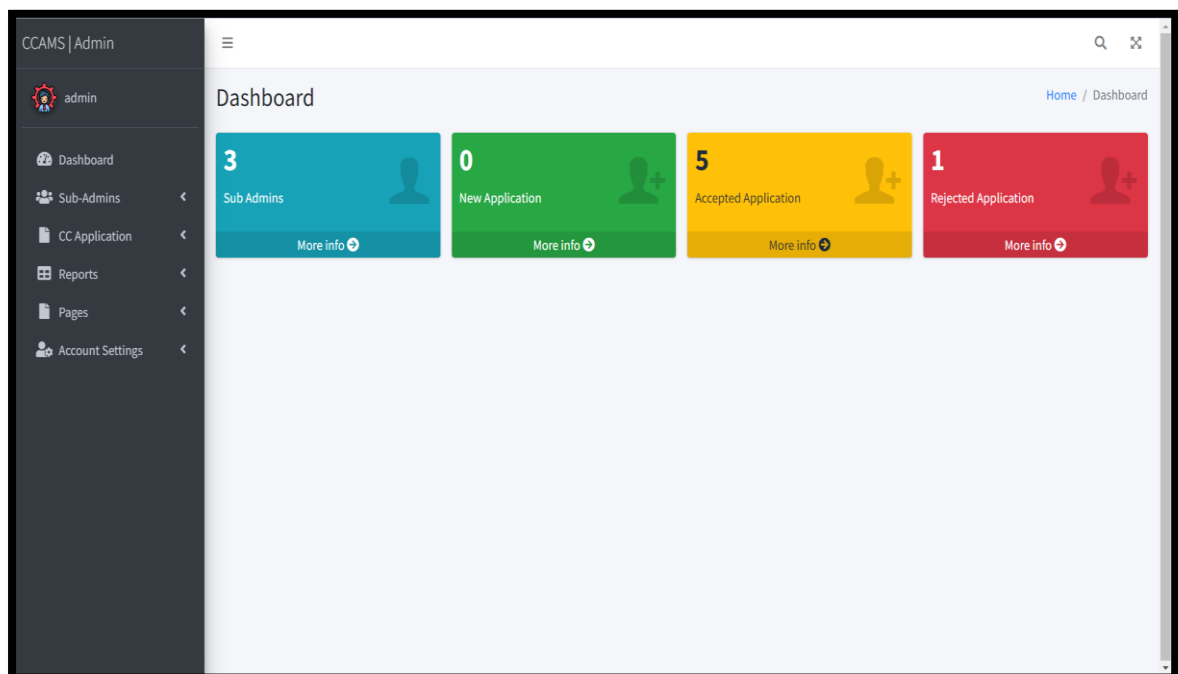 CCAMS | Admin
admin
Dashboard
Sub-Admins
CC Application
Reports
Pages
Account Settings
Dashboard
Home / Dashboard
3
Sub Admins
More info
0
New Application
More info
5
Accepted Application
More info
1
Rejected Application
More info